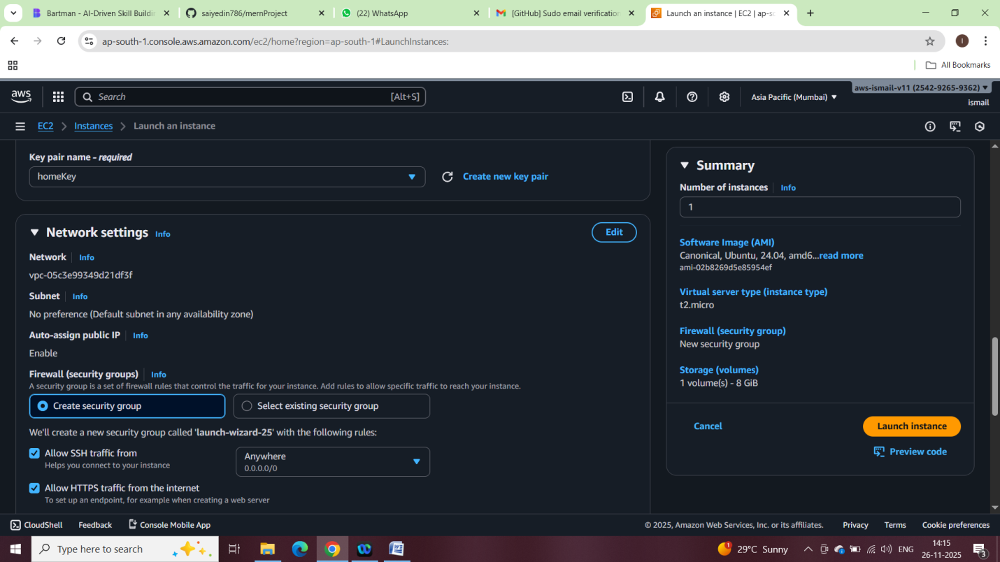 Bartman - AI-Driven Skill Buildin
saiyedin786/mernProject
(22) WhatsApp
[GitHub] Sudo email verification
Launch an instance | EC2 | ap-so
ap-south-1.console.aws.amazon.com/ec2/home?region=ap-south-1#LaunchInstances:
I
All Bookmarks
aws
Search
[Alt+S]
Asia Pacific (Mumbai)
aws-ismail-v11 (2542-9265-9362)
ismail
EC2
Instances
Launch an instance
Key pair name - required
homeKey
Create new key pair
Network settings Info
Edit
Network Info
vpc-05c3e99349d21df3f
Subnet Info
No preference (Default subnet in any availability zone)
Auto-assign public IP Info
Enable
Firewall (security groups) Info
A security group is a set of firewall rules that control the traffic for your instance. Add rules to allow specific traffic to reach your instance.
Create security group
Select existing security group
We'll create a new security group called 'launch-wizard-25' with the following rules:
Allow SSH traffic from
Helps you connect to your instance
Anywhere
0.0.0.0/0
Allow HTTPS traffic from the internet
To set up an endpoint, for example when creating a web server
Summary
Number of instances Info
1
Software Image (AMI)
Canonical, Ubuntu, 24.04, amd6...read more
ami-02b8269d5e85954ef
Virtual server type (instance type)
t2.micro
Firewall (security group)
New security group
Storage (volumes)
1 volume(s) - 8 GiB
Cancel
Launch instance
Preview code
CloudShell
Feedback
Console Mobile App
© 2025, Amazon Web Services, Inc. or its affiliates.
Privacy
Terms
Cookie preferences
Type here to search
1
29°C Sunny
ENG
14:15
26-11-2025
3